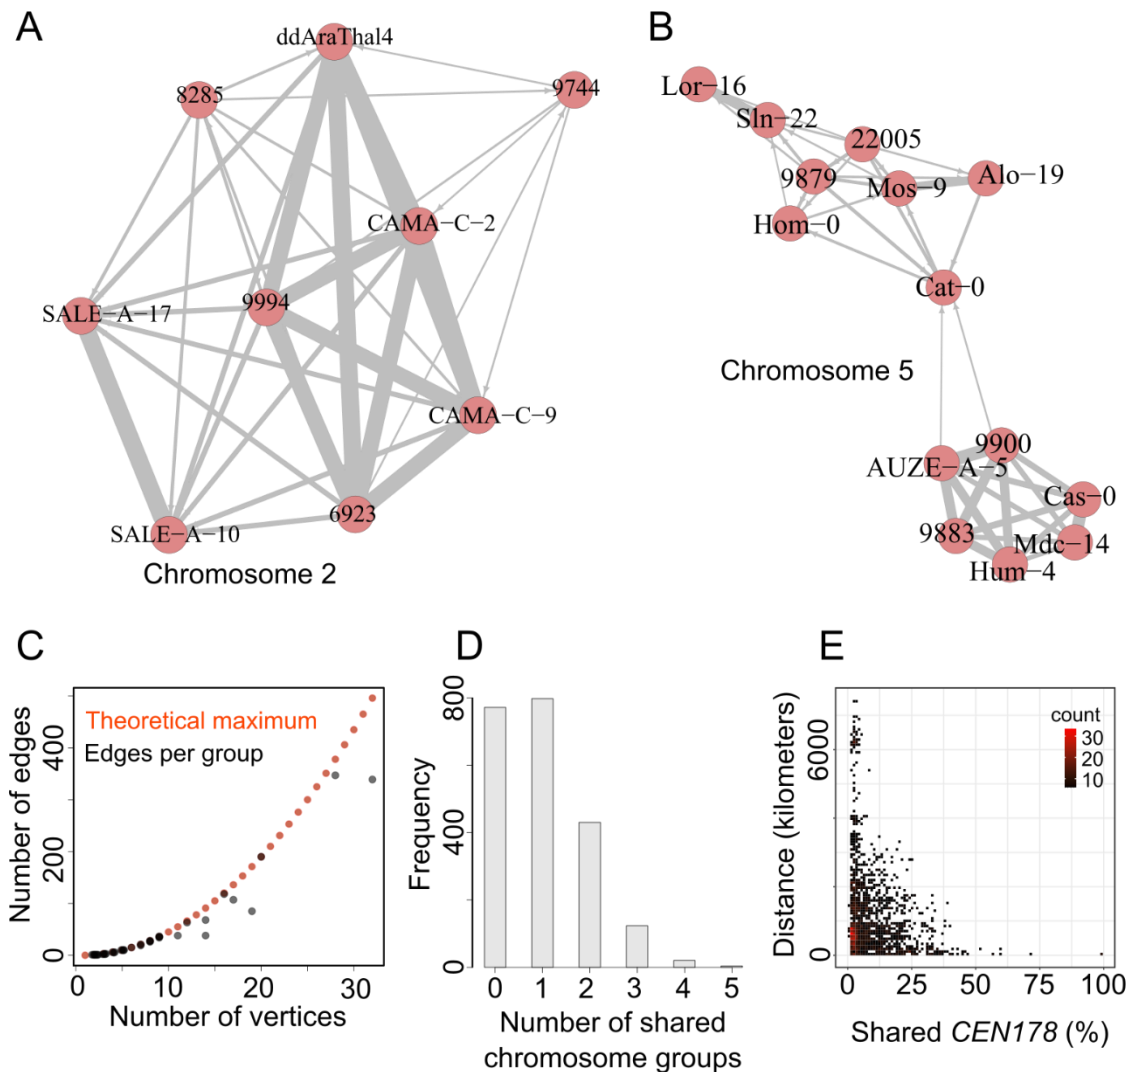 A
ddAraThal4
8285
9744
CAMA−C−2
9994
SALE−A−17
CAMA−C−9
6923
SALE−A−10
Chromosome 2
B
Lor−16
Sln−22
22005
9879
Mos−9
Alo−19
Hom−0
Cat−0
Chromosome 5
9900
AUZE−A−5
Cas−0
9883
Mdc−14
Hum−4
C
Theoretical maximum
Edges per group
Number of edges
400
200
0
0
10
20
30
Number of vertices
D
Frequency
800
400
0
0 1 2 3 4 5
Number of shared
chromosome groups
E
Distance (kilometers)
6000
0
count
30
20
10
0 25 50 75 100
Shared CEN178 (%)